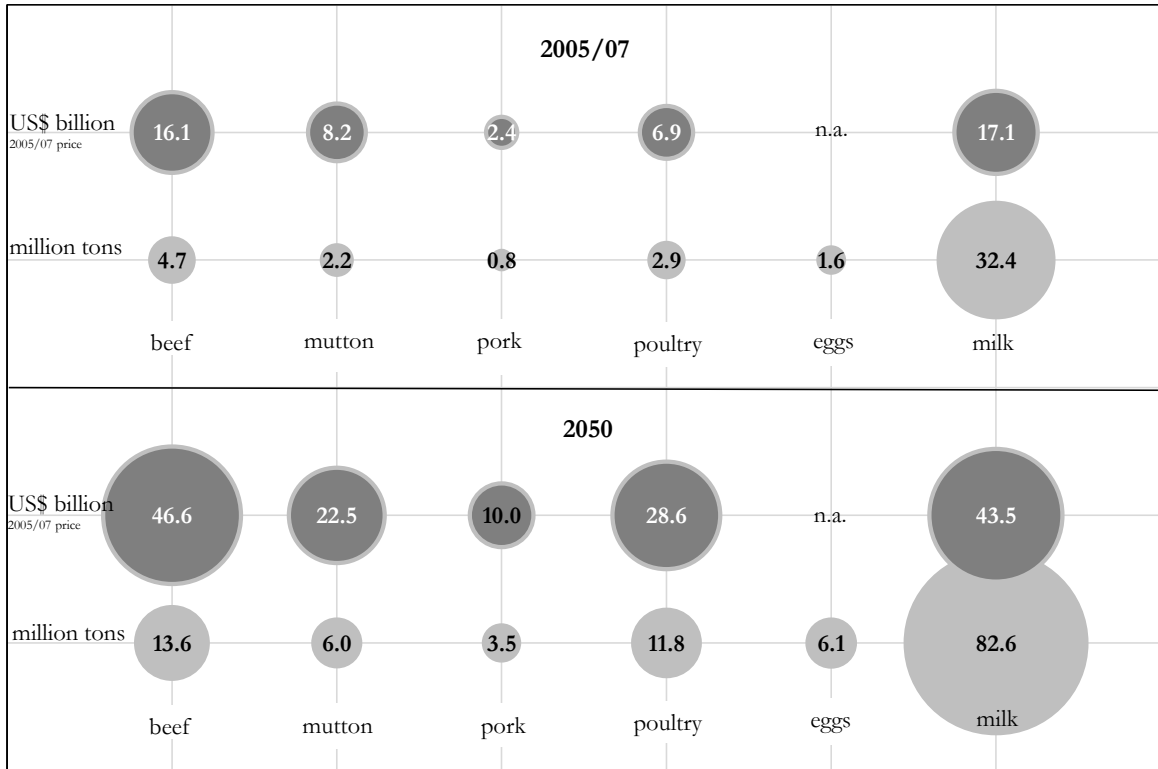 2005/07
US$ billion 16.1 8.2 2.4 6.9 n.a. 17.1
2005/07 price
million tons 4.7 2.2 0.8 2.9 1.6 32.4
beef mutton pork poultry eggs milk
2050
US$ billion 46.6 22.5 10.0 28.6 n.a. 43.5
2005/07 price
million tons 13.6 6.0 3.5 11.8 6.1 82.6
beef mutton pork poultry eggs milk